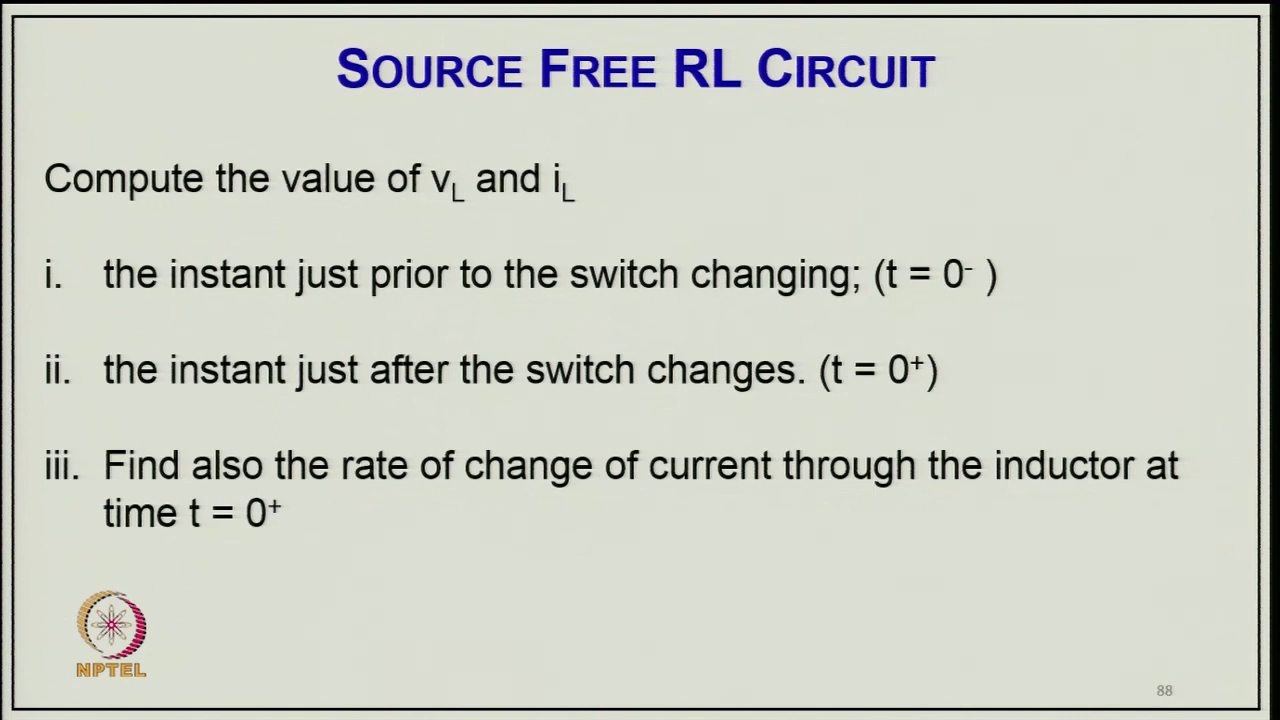 SOURCE FREE RL CIRCUIT
Compute the value of vL and iL
i. the instant just prior to the switch changing; (t = 0⁻ )
ii. the instant just after the switch changes. (t = 0⁺)
iii. Find also the rate of change of current through the inductor at
time t = 0⁺
NPTEL
88